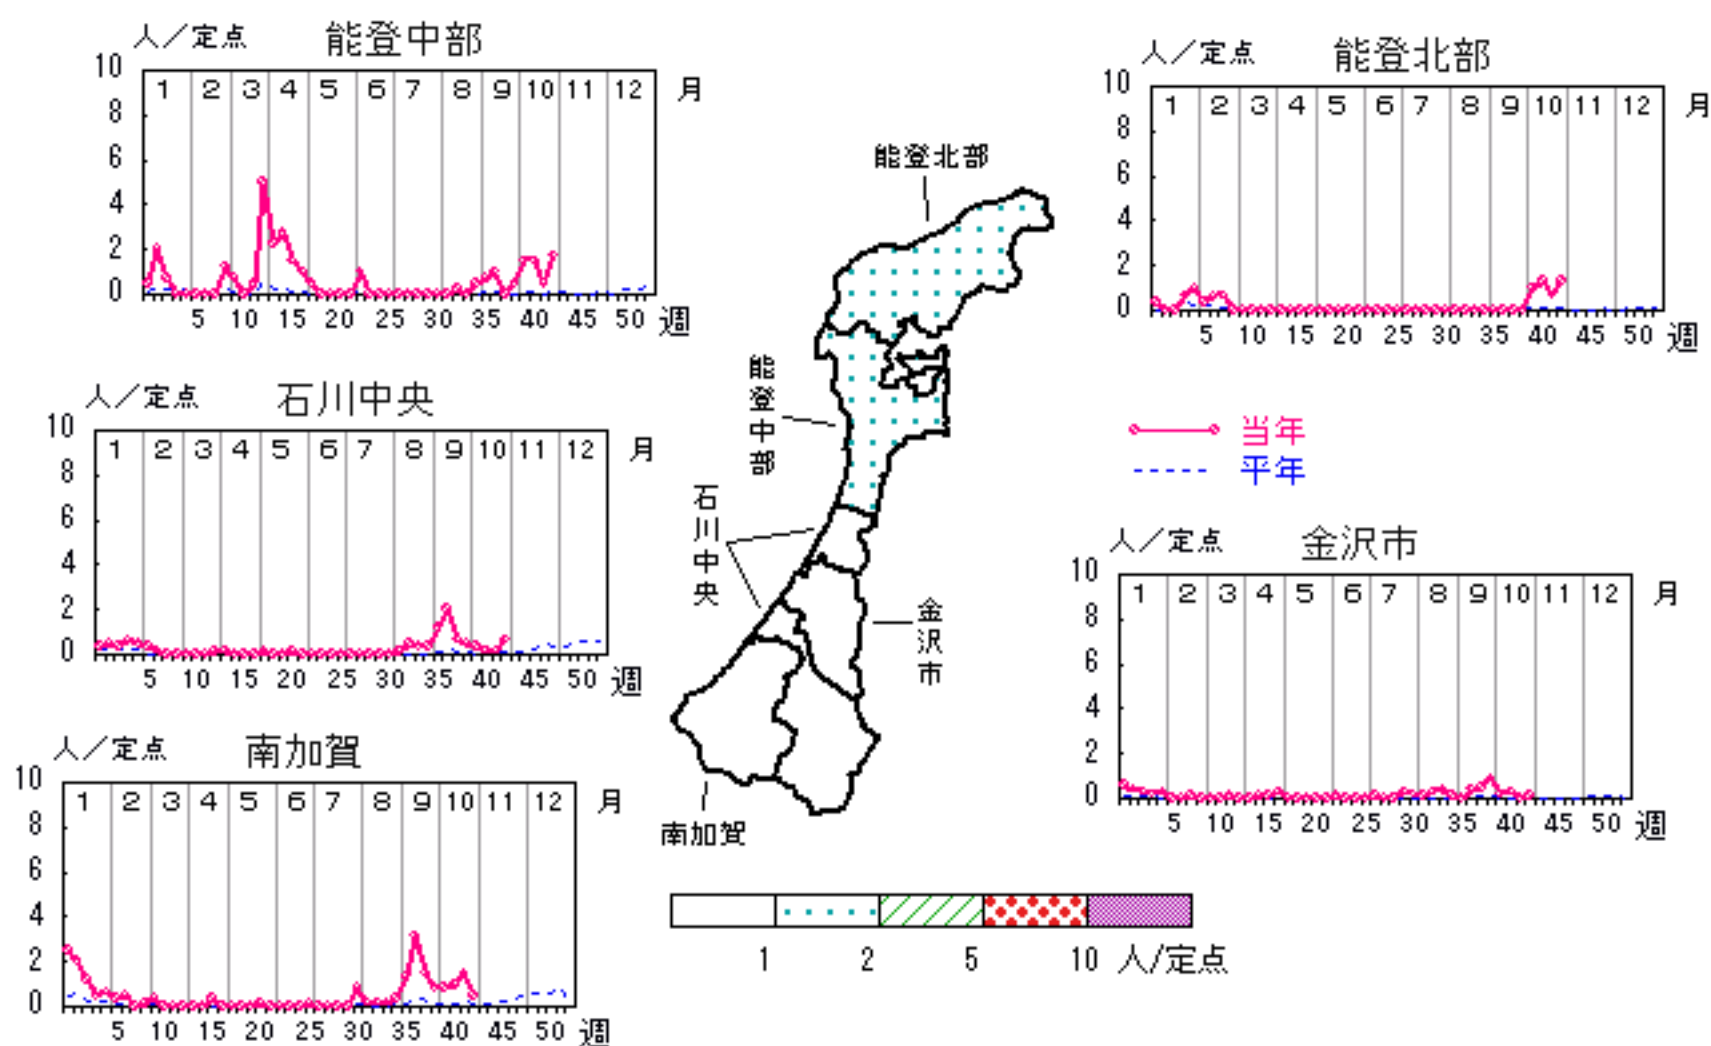 人／定点 能登中部
10 8 6 4 2 0
1 2 3 4 5 6 7 8 9 10 11 12 月
5 10 15 20 25 30 35 40 45 50 週
人／定点 能登北部
10 8 6 4 2 0
1 2 3 4 5 6 7 8 9 10 11 12 月
5 10 15 20 25 30 35 40 45 50 週
能登北部
能登中部
石川中央
金沢市
南加賀
人／定点 石川中央
10 8 6 4 2 0
1 2 3 4 5 6 7 8 9 10 11 12 月
5 10 15 20 25 30 35 40 45 50 週
当年
平年
人／定点 金沢市
10 8 6 4 2 0
1 2 3 4 5 6 7 8 9 10 11 12 月
5 10 15 20 25 30 35 40 45 50 週
人／定点 南加賀
10 8 6 4 2 0
1 2 3 4 5 6 7 8 9 10 11 12 月
5 10 15 20 25 30 35 40 45 50 週
1 2 5 10 人/定点